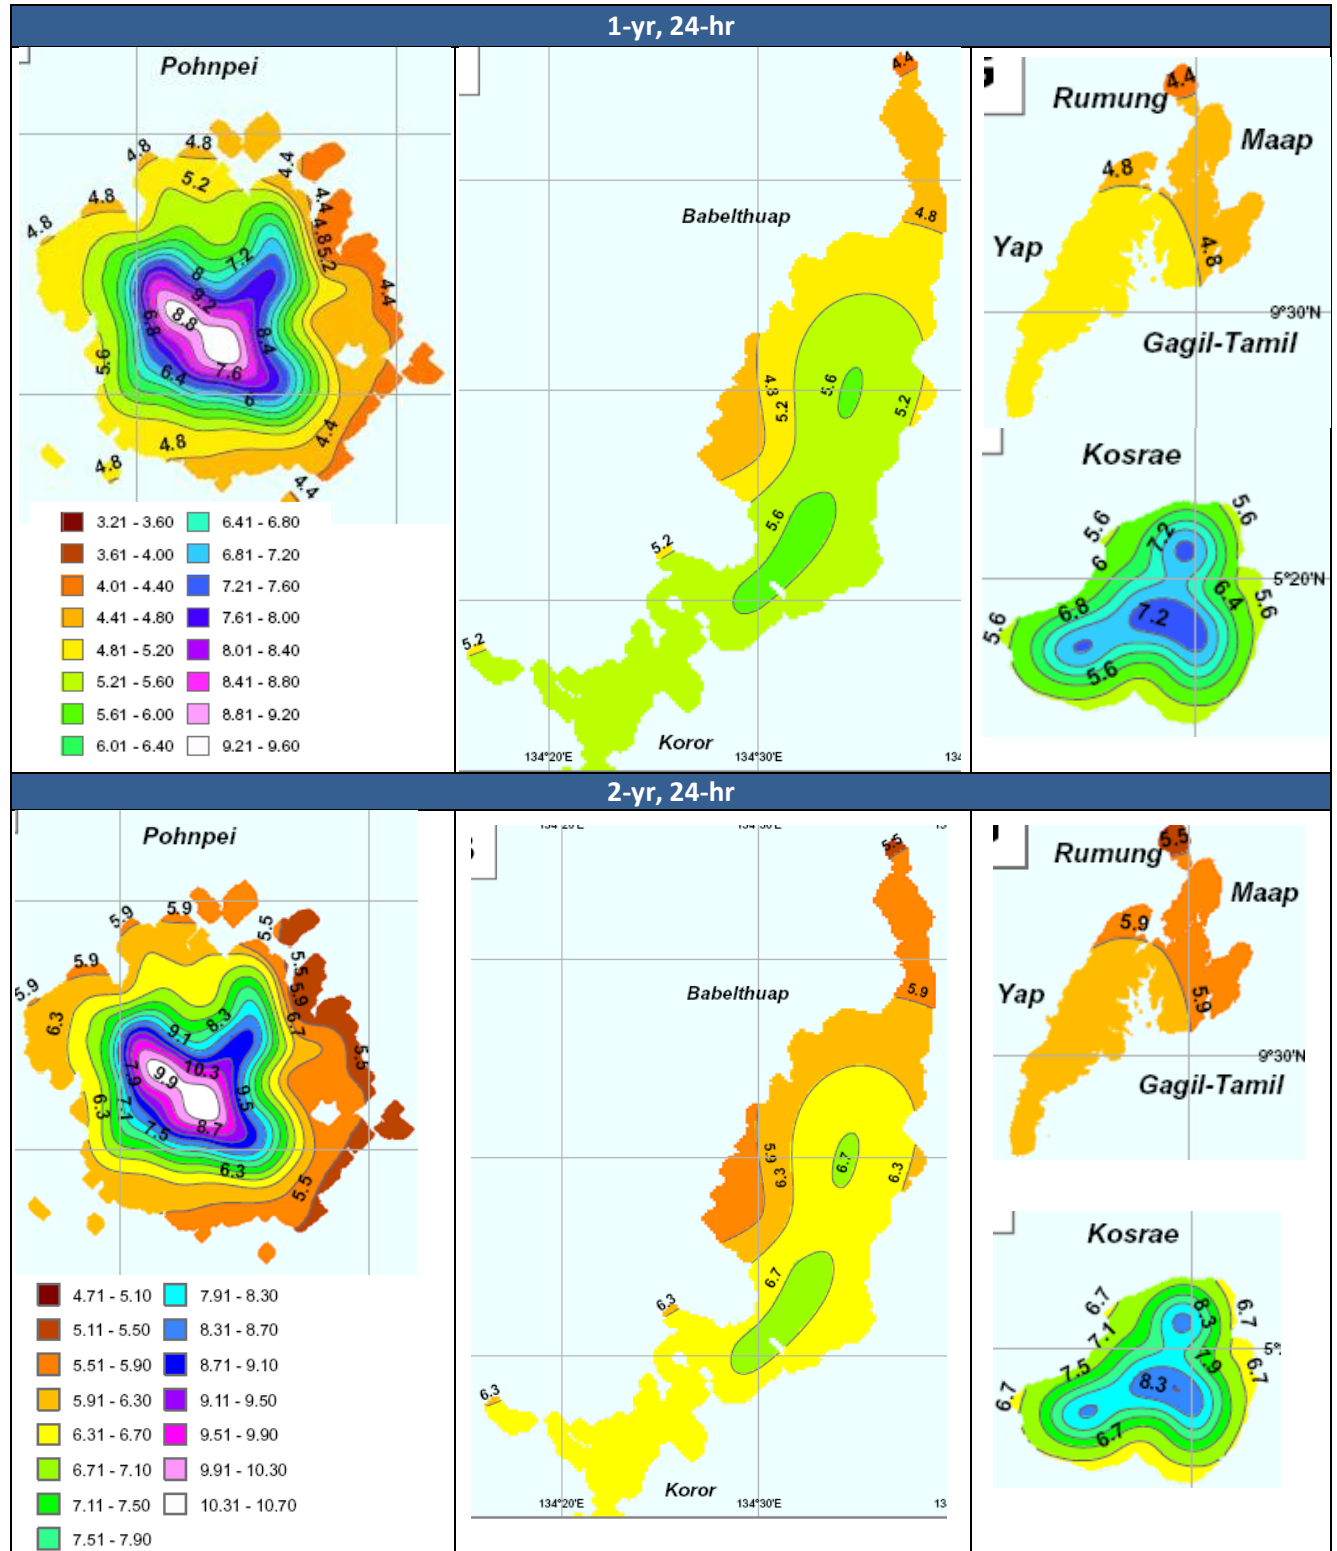 1-yr, 24-hr
Pohnpei
4.8
4.8
4.4
5.2
4.8
4.4
4.8
4.8
5.2
7.2
8
9.2
4.4
8.8
6.8
8.4
5.6
6.4
7.6
6
4.8
4.4
4.8
4.4
3.21 - 3.60
3.61 - 4.00
4.01 - 4.40
4.41 - 4.80
4.81 - 5.20
5.21 - 5.60
5.61 - 6.00
6.01 - 6.40
6.41 - 6.80
6.81 - 7.20
7.21 - 7.60
7.61 - 8.00
8.01 - 8.40
8.41 - 8.80
8.81 - 9.20
9.21 - 9.60
4.4
Babelthuap
4.8
4.8
5.2
5.6
5.2
5.6
5.2
5.2
Koror
134°20'E
134°30'E
134
4.4
Rumung
Maap
4.8
Yap
4.8
9°30'N
Gagil-Tamil
Kosrae
5.6
5.6
7.2
6
5°20'N
6.4
5.6
6.8
7.2
5.6
5.6
2-yr, 24-hr
Pohnpei
5.9
5.9
5.5
5.9
5.5
5.9
5.9
6.3
6.7
8.3
9.1
5.5
10.3
9.9
7.9
9.5
6.3
7.1
7.5
8.7
6.3
5.5
4.71 - 5.10
5.11 - 5.50
5.51 - 5.90
5.91 - 6.30
6.31 - 6.70
6.71 - 7.10
7.11 - 7.50
7.51 - 7.90
7.91 - 8.30
8.31 - 8.70
8.71 - 9.10
9.11 - 9.50
9.51 - 9.90
9.91 - 10.30
10.31 - 10.70
5.5
Babelthuap
5.9
5.9
6.3
6.7
6.3
6.7
6.3
6.3
Koror
134°20'E
134°30'E
13
5.5
Rumung
Maap
5.9
Yap
5.9
9°30'N
Gagil-Tamil
Kosrae
6.7
8.3
6.7
7.1
5°
7.9
6.7
7.5
8.3
6.7
6.7